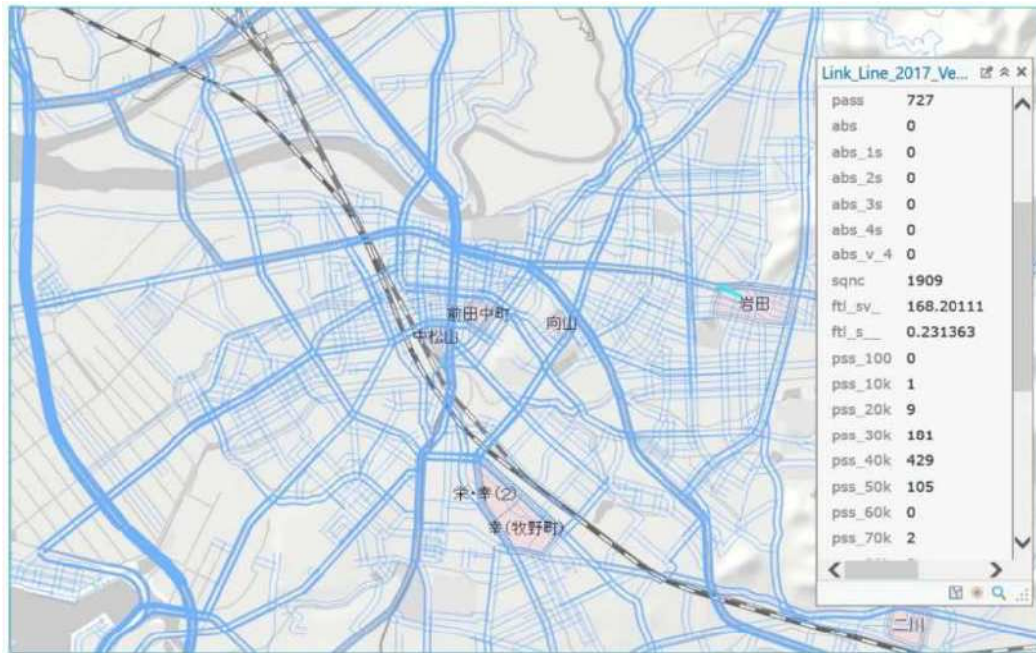 Link_Line_2017_Ve...
pass 727
abs 0
abs_1s 0
abs_2s 0
abs_3s 0
abs_4s 0
abs_v_4 0
sqnc 1909
ftl_sv_ 168.20111
ftl_s__ 0.231363
pss_100 0
pss_10k 1
pss_20k 9
pss_30k 181
pss_40k 429
pss_50k 105
pss_60k 0
pss_70k 2
岩田
前田中町
向山
中松山
栄・幸(2)
幸(牧野町)
二川